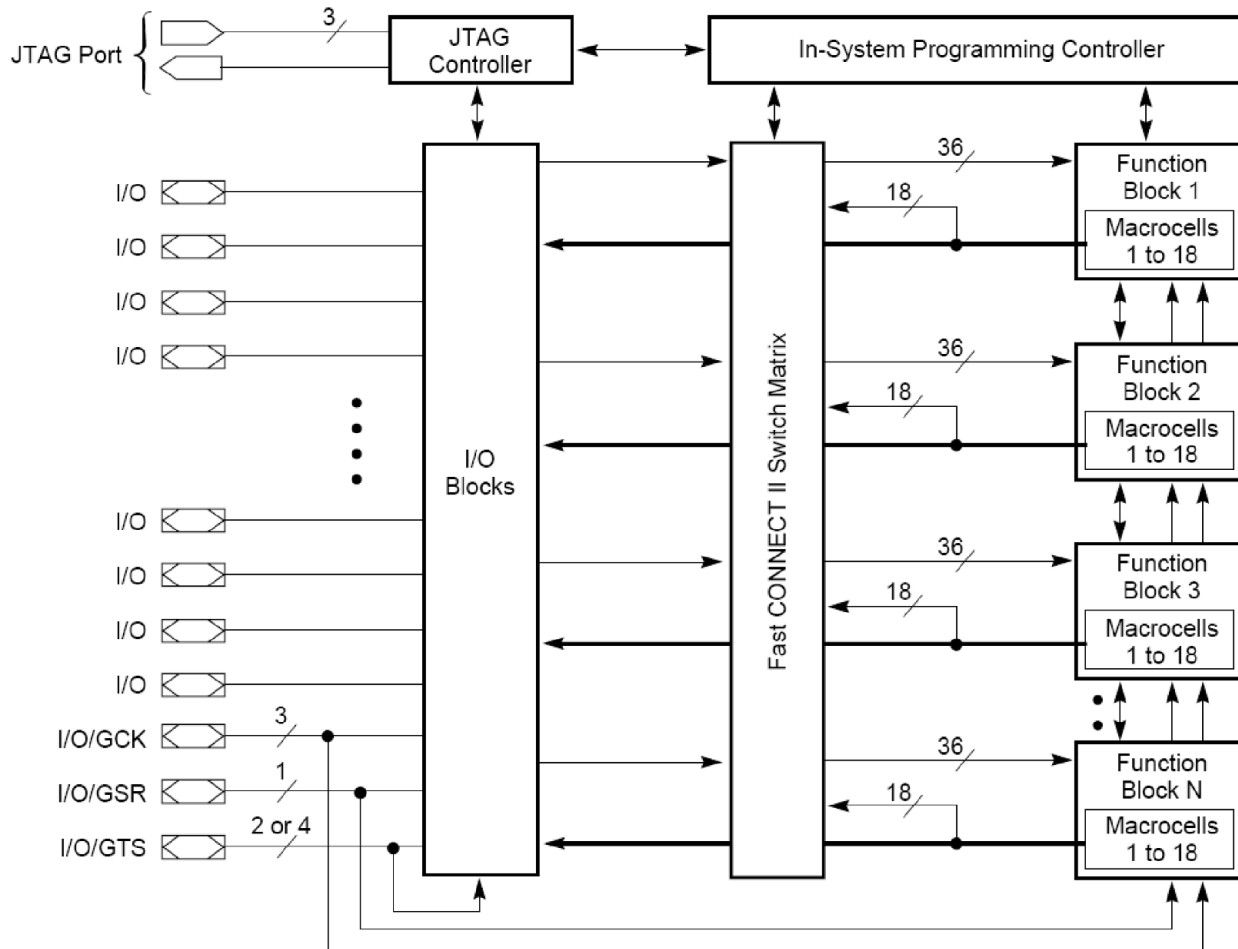 JTAG Port
3
JTAG
Controller
In-System Programming Controller
36
Function
Block 1
18
Macrocells
1 to 18
I/O
I/O
I/O
I/O
36
Function
Block 2
18
Macrocells
1 to 18
I/O
Blocks
Fast CONNECT II Switch Matrix
I/O
I/O
I/O
I/O
36
Function
Block 3
18
Macrocells
1 to 18
I/O/GCK
3
I/O/GSR
1
I/O/GTS
2 or 4
36
Function
Block N
18
Macrocells
1 to 18